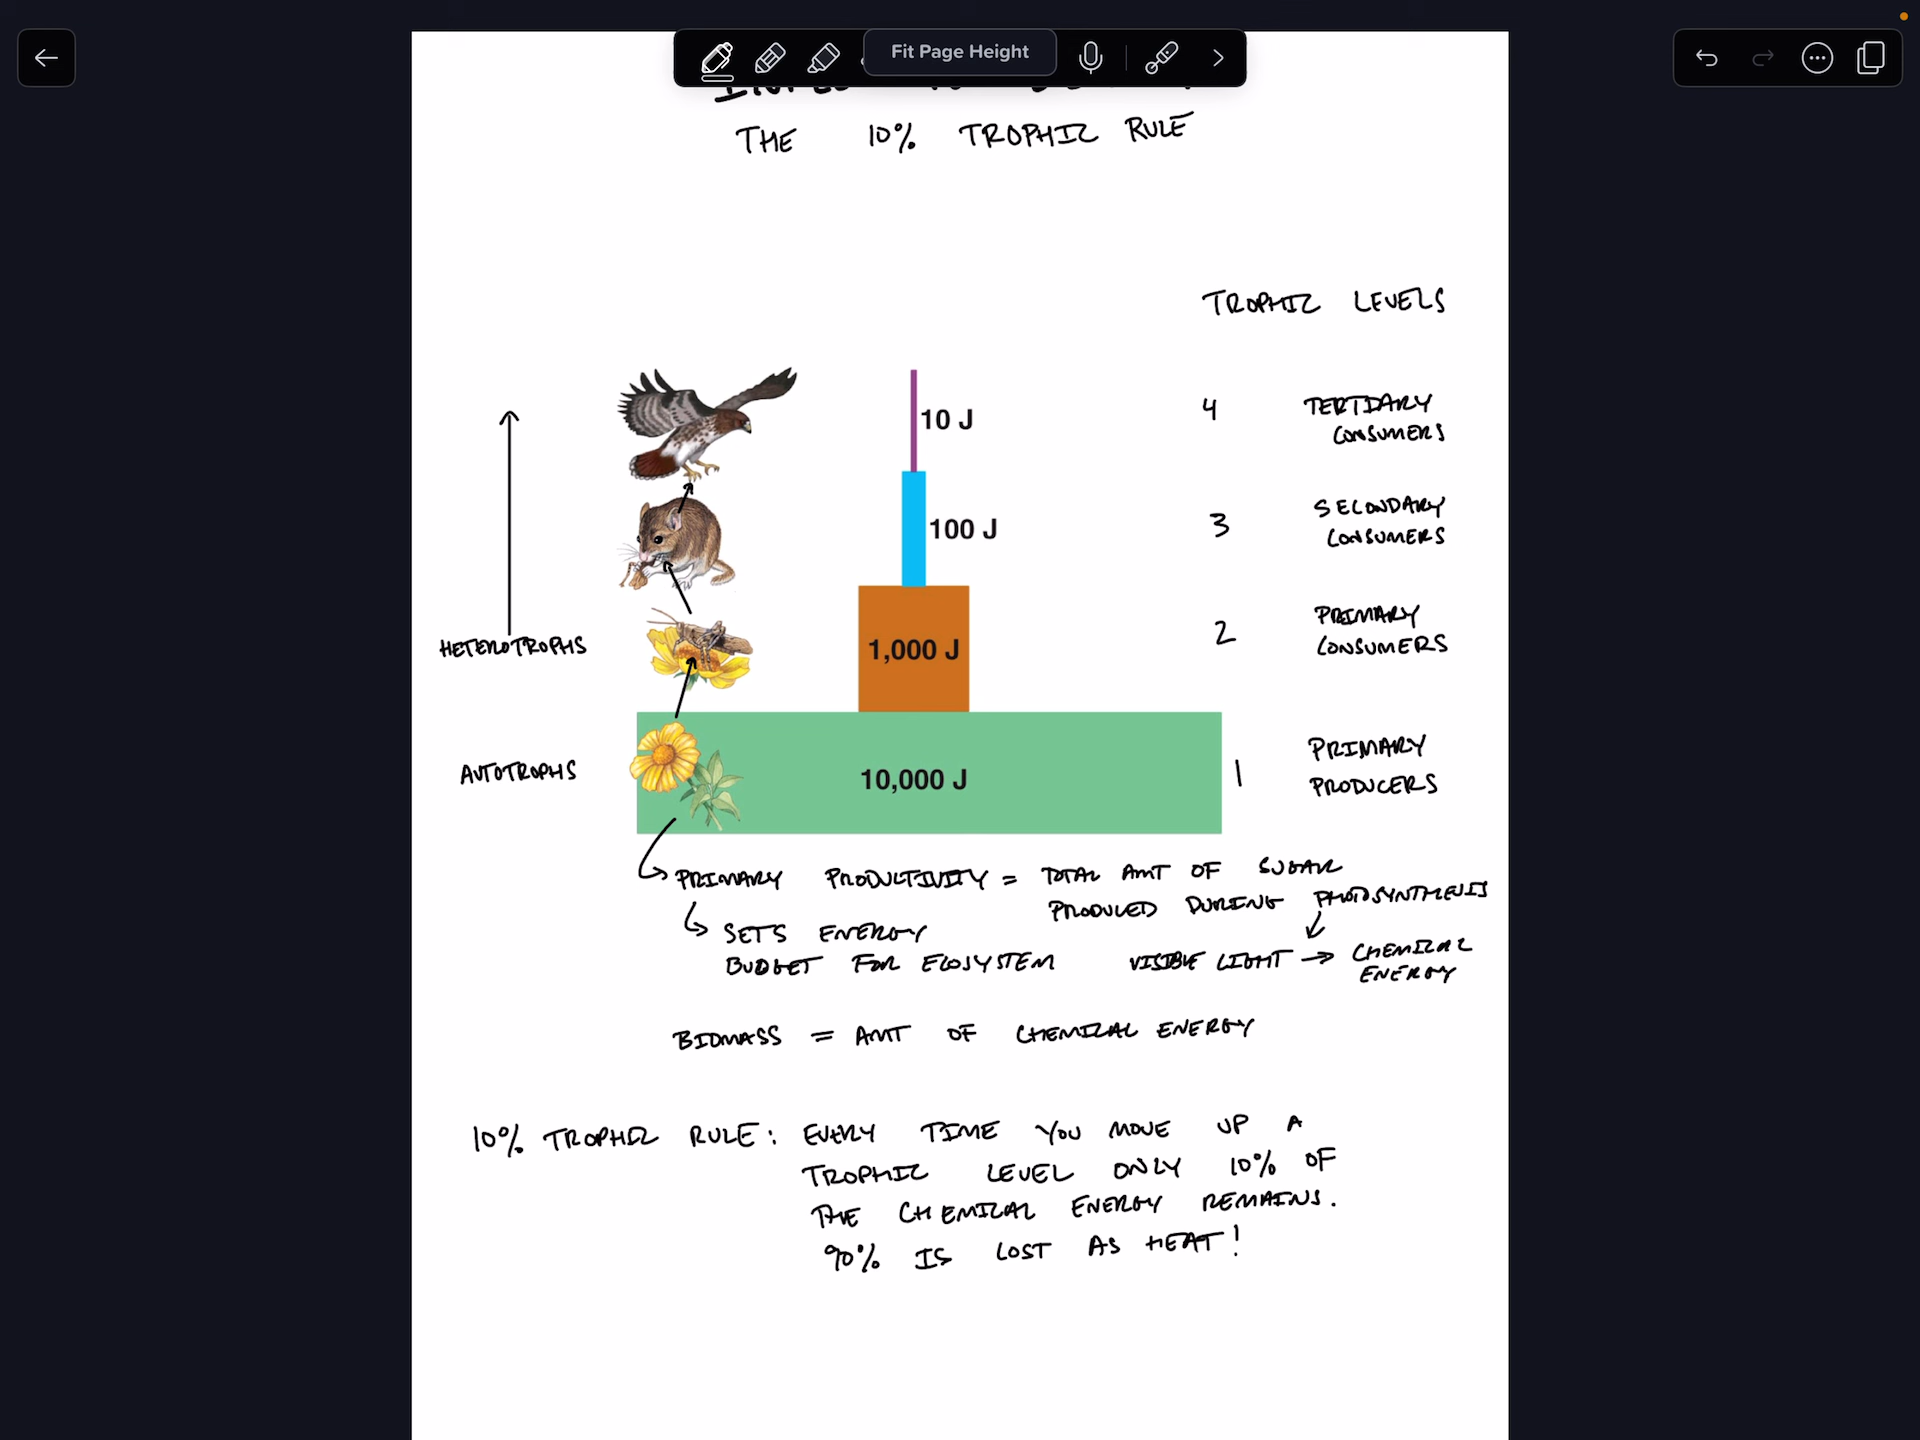 Fit Page Height
THE 10% TROPHIC RULE
TROPHIC LEVELS
10 J
4 TERTIARY
CONSUMERS
100 J
3 SECONDARY
CONSUMERS
HETEROTROPHS
1,000 J
2 PRIMARY
CONSUMERS
AUTOTROPHS
10,000 J
1 PRIMARY
PRODUCERS
PRIMARY PRODUCTIVITY = TOTAL AMT OF SUGAR
PRODUCED DURING PHOTOSYNTHESIS
SETS ENERGY
BUDGET FOR ECOSYSTEM
VISIBLE LIGHT → CHEMICAL
ENERGY
BIOMASS = AMT OF CHEMICAL ENERGY
10% TROPHIC RULE: EVERY TIME YOU MOVE UP A
TROPHIC LEVEL ONLY 10% OF
THE CHEMICAL ENERGY REMAINS.
90% IS LOST AS HEAT!